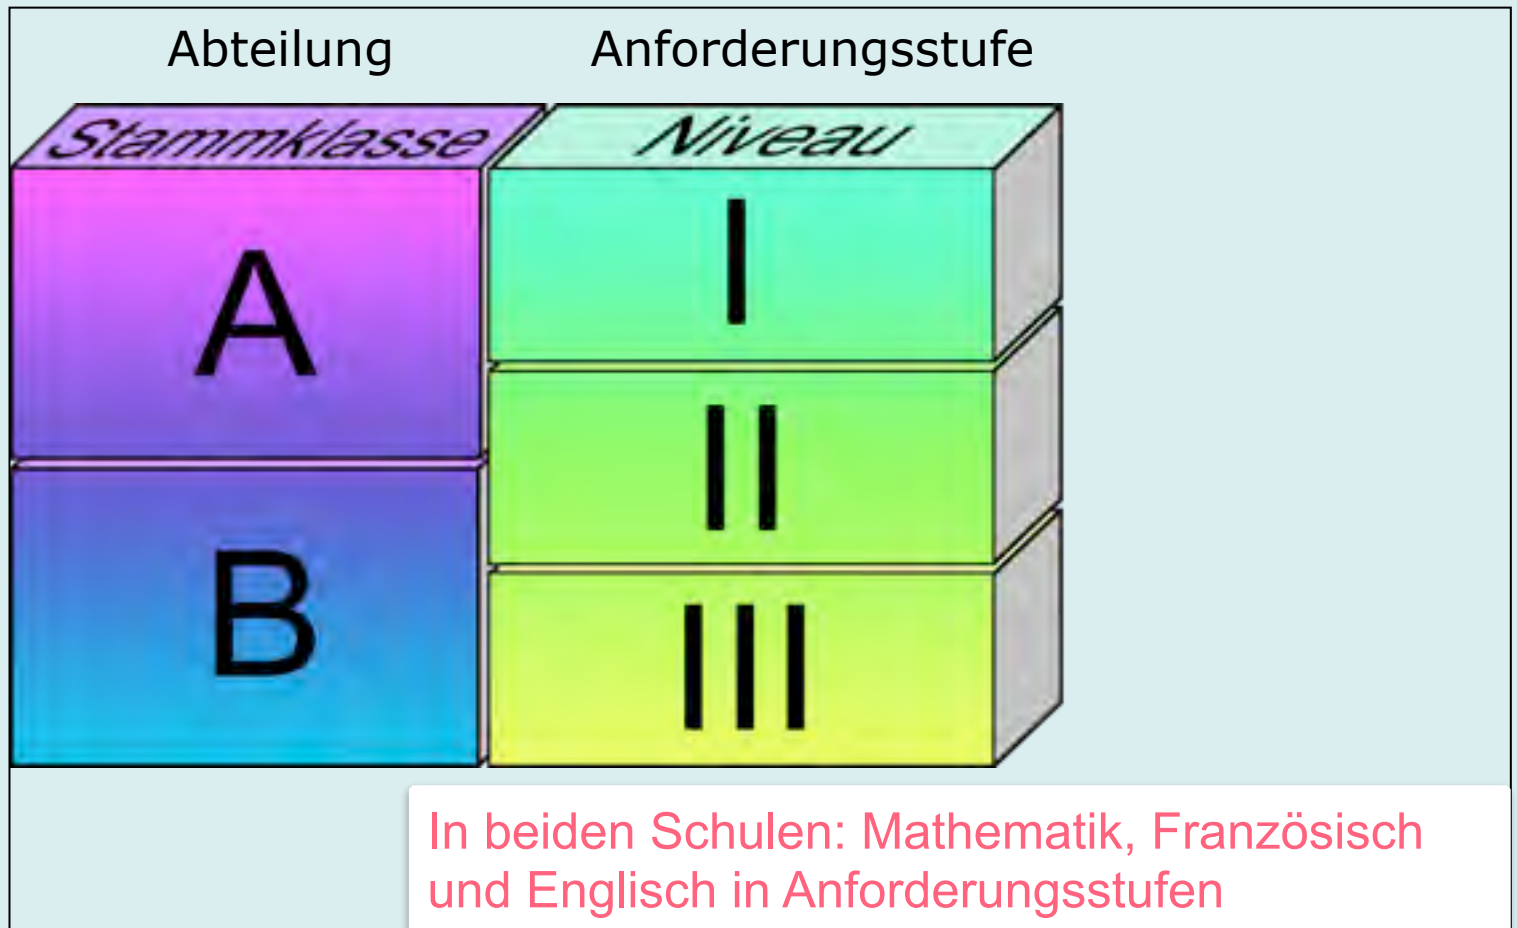 Abteilung Anforderungsstufe
Stammklasse Niveau
A
I
II
B
III
In beiden Schulen: Mathematik, Französisch
und Englisch in Anforderungsstufen